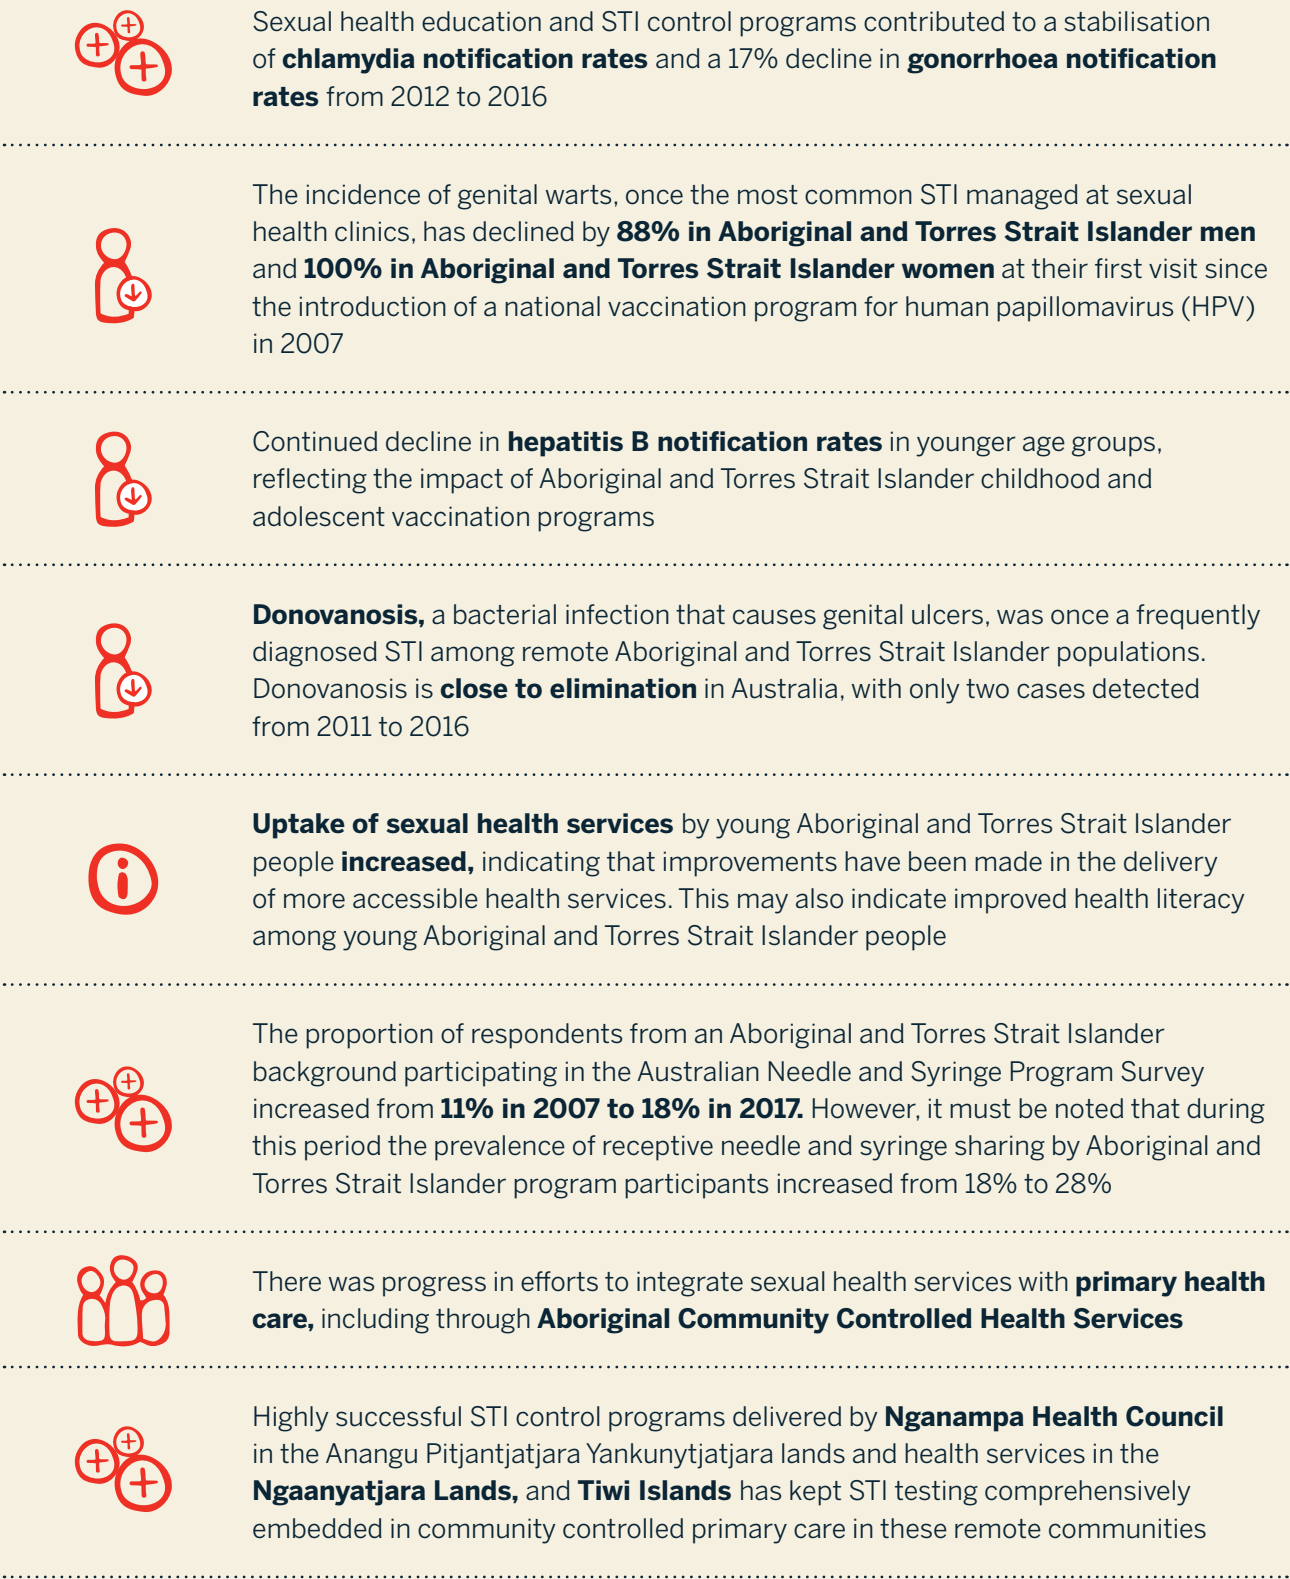 Sexual health education and STI control programs contributed to a stabilisation
of chlamydia notification rates and a 17% decline in gonorrhoea notification
rates from 2012 to 2016
The incidence of genital warts, once the most common STI managed at sexual
health clinics, has declined by 88% in Aboriginal and Torres Strait Islander men
and 100% in Aboriginal and Torres Strait Islander women at their first visit since
the introduction of a national vaccination program for human papillomavirus (HPV)
in 2007
Continued decline in hepatitis B notification rates in younger age groups,
reflecting the impact of Aboriginal and Torres Strait Islander childhood and
adolescent vaccination programs
Donovanosis, a bacterial infection that causes genital ulcers, was once a frequently
diagnosed STI among remote Aboriginal and Torres Strait Islander populations.
Donovanosis is close to elimination in Australia, with only two cases detected
from 2011 to 2016
Uptake of sexual health services by young Aboriginal and Torres Strait Islander
people increased, indicating that improvements have been made in the delivery
of more accessible health services. This may also indicate improved health literacy
among young Aboriginal and Torres Strait Islander people
The proportion of respondents from an Aboriginal and Torres Strait Islander
background participating in the Australian Needle and Syringe Program Survey
increased from 11% in 2007 to 18% in 2017. However, it must be noted that during
this period the prevalence of receptive needle and syringe sharing by Aboriginal and
Torres Strait Islander program participants increased from 18% to 28%
There was progress in efforts to integrate sexual health services with primary health
care, including through Aboriginal Community Controlled Health Services
Highly successful STI control programs delivered by Nganampa Health Council
in the Anangu Pitjantjatjara Yankunytjatjara lands and health services in the
Ngaanyatjara Lands, and Tiwi Islands has kept STI testing comprehensively
embedded in community controlled primary care in these remote communities